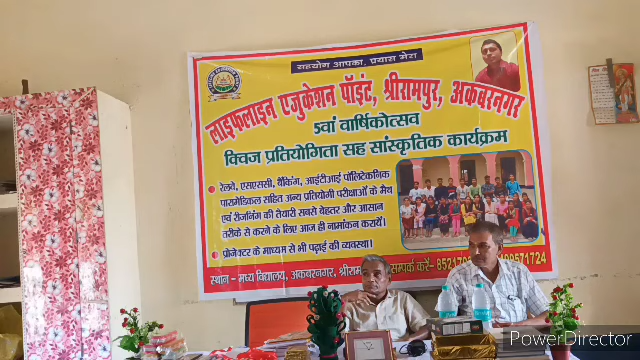 सहयोग आपका, प्रयास मेरा
लाइफलाइन एजुकेशन पॉइंट, श्रीरामपुर, अकबरनगर
5वां वार्षिकोत्सव
क्विज प्रतियोगिता सह सांस्कृतिक कार्यक्रम
रेलवे, एसएससी, बैंकिंग, आईटीआई पॉलिटेकनिक
पारामेडिकल सहित अन्य प्रतियोगी परीक्षाओं के मैथ
एवं रीजनिंग की तैयारी सबसे बेहतर और आसान
तरीके से करने के लिए आज ही नामांकन करायें।
प्रोजेक्टर के माध्यम से भी पढ़ाई की व्यवस्था।
स्थान - मध्य विद्यालय, अकबरनगर, सम्पर्क करें-
PowerDirector